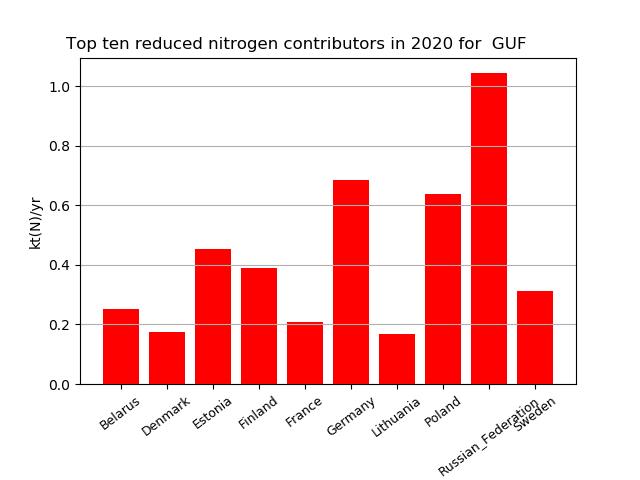 Top ten reduced nitrogen contributors in 2020 for  GUF
kt(N)/yr
1.0
0.8
0.6
0.4
0.2
0.0
Belarus
Denmark
Estonia
Finland
France
Germany
Lithuania
Poland
Russian_Federation
Sweden